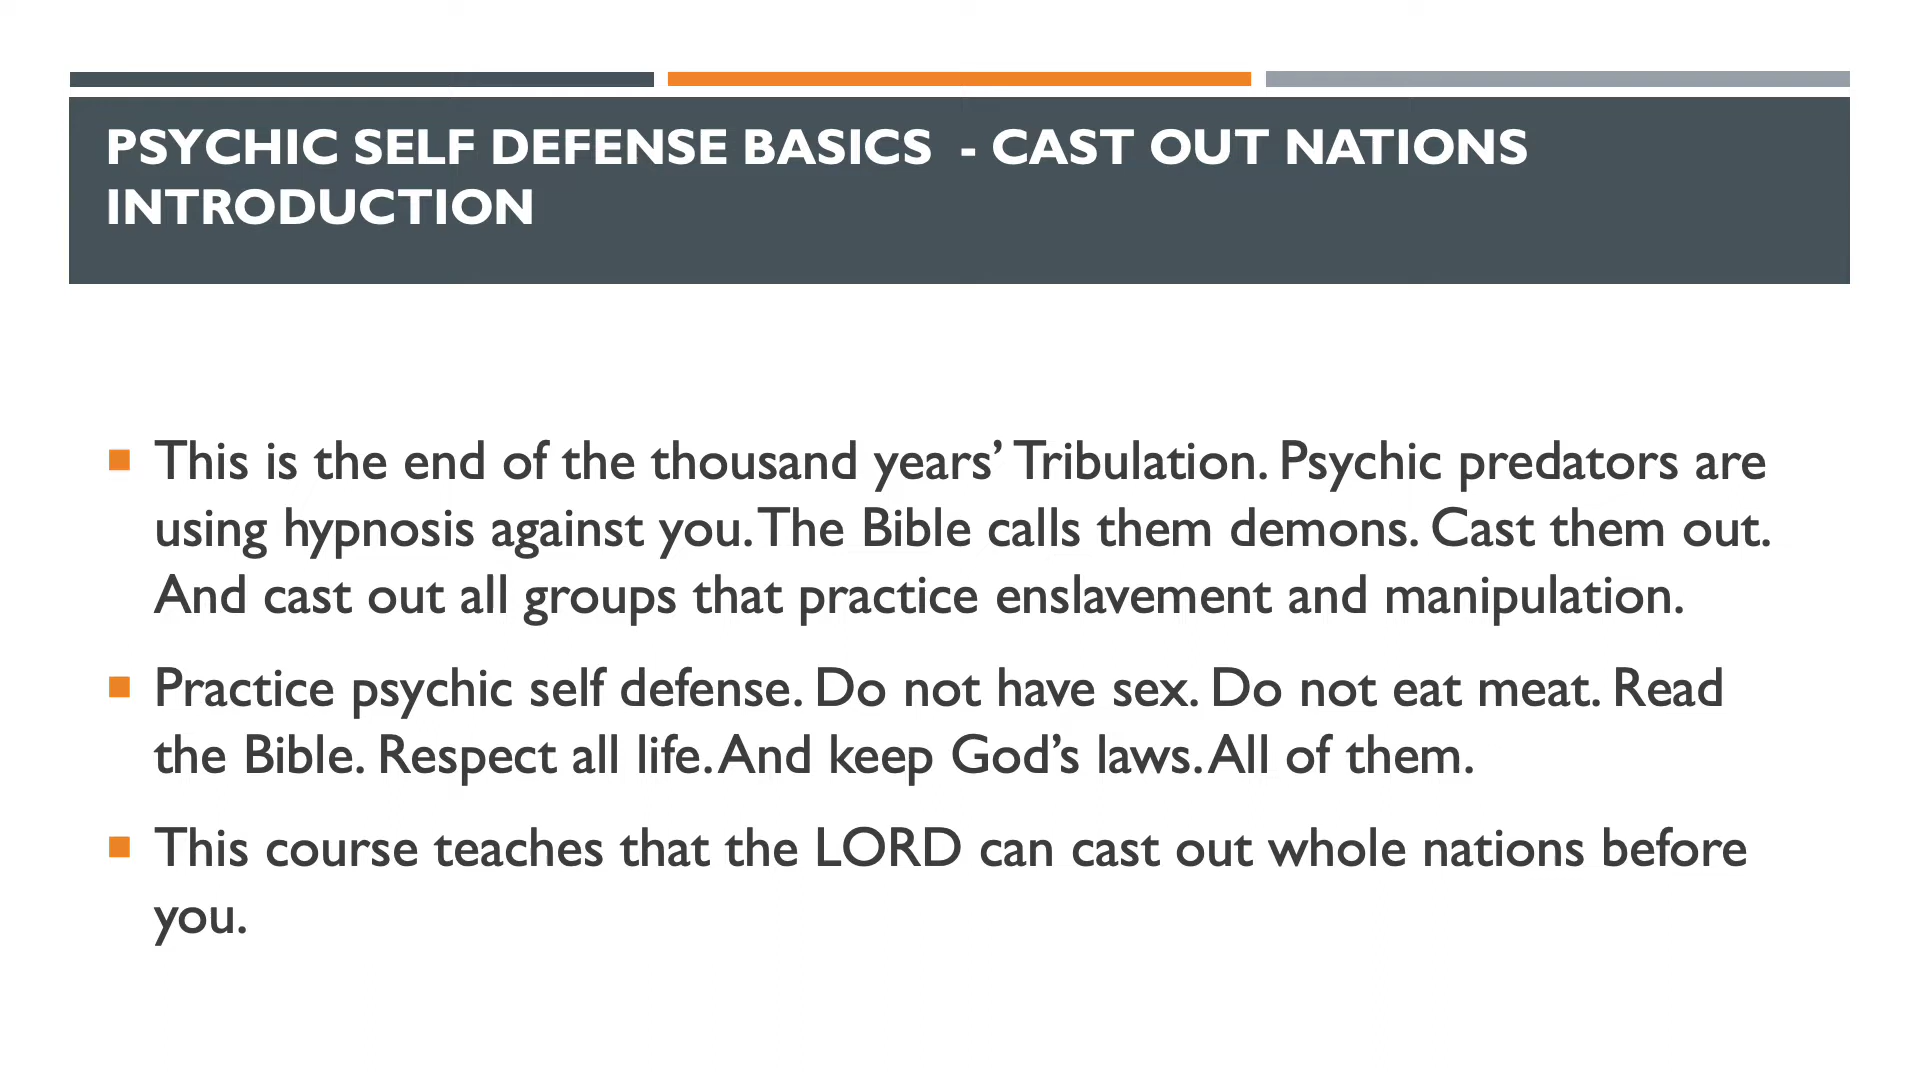 PSYCHIC SELF DEFENSE BASICS  - CAST OUT NATIONS
INTRODUCTION
This is the end of the thousand years’ Tribulation. Psychic predators are
using hypnosis against you. The Bible calls them demons. Cast them out.
And cast out all groups that practice enslavement and manipulation.
Practice psychic self defense. Do not have sex. Do not eat meat. Read
the Bible. Respect all life. And keep God’s laws. All of them.
This course teaches that the LORD can cast out whole nations before
you.